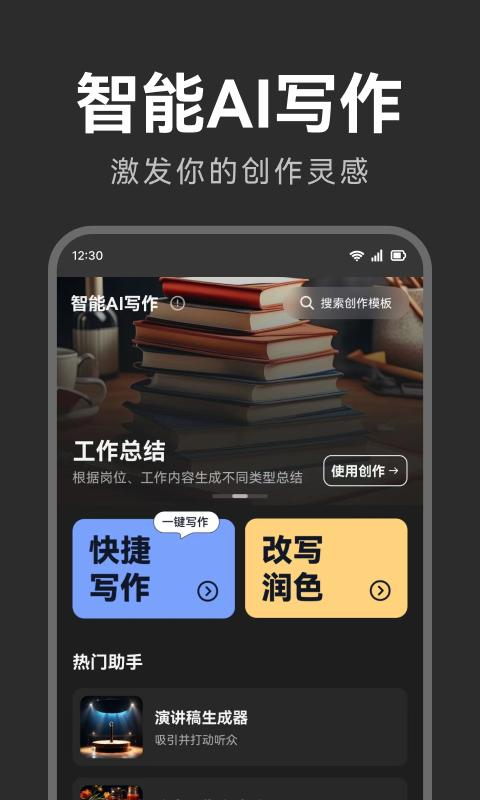 智能AI写作
激发你的创作灵感
12:30
智能AI写作
搜索创作模板
工作总结
根据岗位、工作内容生成不同类型总结
使用创作→
一键写作
快捷
写作
改写
润色
热门助手
演讲稿生成器
吸引并打动听众